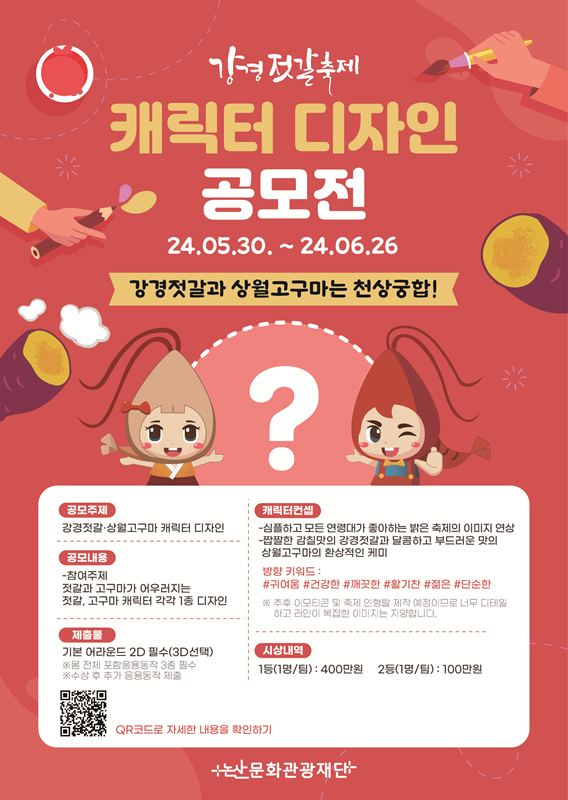 강경젓갈축제
캐릭터 디자인
공모전
24.05.30. ~ 24.06.26
강경젓갈과 상월고구마는 천상궁합!
?
공모주제
강경젓갈·상월고구마 캐릭터 디자인
공모내용
-참여주제
젓갈과 고구마가 어우러지는
젓갈, 고구마 캐릭터 각각 1종 디자인
제출물
기본 어라운드 2D 필수(3D선택)
※몸 전체 포함응용동작 3종 필수
※수상 후 추가 응용동작 제출
캐릭터컨셉
-심플하고 모든 연령대가 좋아하는 밝은 축제의 이미지 연상
-짭짤한 감칠맛의 강경젓갈과 달콤하고 부드러운 맛의
상월고구마의 환상적인 케미
방향 키워드 :
#귀여움 #건강한 #깨끗한 #활기찬 #젊은 #단순한
※ 추후 이모티콘 및 축제 인형탈 제작 예정이므로 너무 디테일
하고 라인이 복잡한 이미지는 지양합니다.
시상내역
1등(1명/팀) : 400만원 2등(1명/팀) : 100만원
QR코드로 자세한 내용을 확인하기
논산문화관광재단